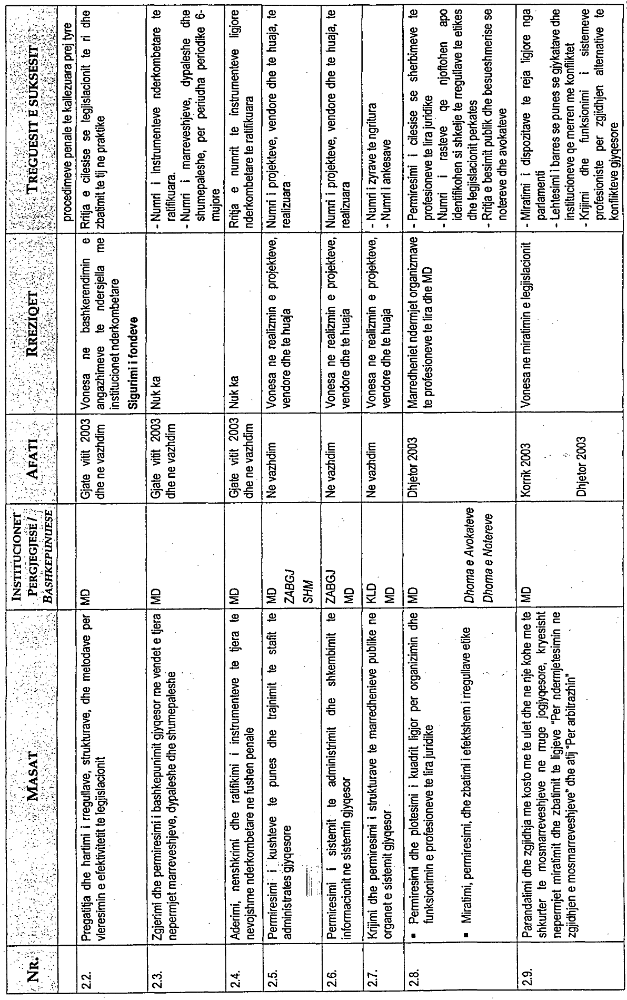 NR.
MASAT
INSTITUCIONET
PERGJEGJESE /
BASHKEPUNUESE
AFATI
RREZIQET
TREGUESIT E SUKSESIT
procedimeve penale te kallezuara prej tyre
2.2.
Pregatitja dhe hartimi i rregullave, strukturave, dhe metodave per
vleresimin e efektivitetit te legjislacionit
MD
Gjate vitit 2003
dhe ne vazhdim
Vonesa ne bashkerendimin e
angazhimeve te ndersjella me
institucionet nderkombetare
Sigurimi i fondeve
Rritja e cilesise se legjislacionit te ri dhe
zbatimit te tij ne praktike
2.3.
Zgjerimi dhe permiresimi i bashkepunimit gjyqesor me vendet e tjera
nepermjet marreveshjeve, dypaleshe dhe shumepaleshe
MD
Gjate vitit 2003
dhe ne vazhdim
Nuk ka
- Numri i instrumenteve nderkombetare te
ratifikuara.
- Numri i marreveshjeve, dypaleshe dhe
shumepaleshe, per periudha periodike 6-
mujore
2.4.
Aderimi, nenshkrimi dhe ratifikimi i instrumenteve te tjera te
nevojshme nderkombetare ne fushen penale
MD
Gjate vitit 2003
dhe ne vazhdim
Nuk ka
Rritja e numrit te instrumenteve ligjore
nderkombetare te ratifikuara
2.5.
Permiresimi i kushteve te punes dhe trajnimit te stafit te
administrates gjyqesore
MD
ZABGJ
SHM
Ne vazhdim
Vonesa ne realizmin e projekteve,
vendore dhe te huaja
Numri i projekteve, vendore dhe te huaja, te
realizuara
2.6.
Permiresimi i sistemit te administrimit dhe shkembimit te
informacionit ne sistemin gjyqesor
ZABGJ
MD
Ne vazhdim
Vonesa ne realizmin e projekteve,
vendore dhe te huaja
Numri i projekteve, vendore dhe te huaja, te
realizuara
2.7.
Krijimi dhe permiresimi i strukturave te marredhenieve publike ne
organet e sistemit gjyqesor
KLD
MD
Ne vazhdim
Vonesa ne realizmin e projekteve,
vendore dhe te huaja
- Numri i zyrave te ngritura
- Numri i ankesave
2.8.
▪ Permiresimi dhe plotesimi i kuadrit ligjor per organizimin dhe
funksionimin e profesioneve te lira juridike
▪ Miratimi, permiresimi, dhe zbatimi i efektshem i rregullave etike
MD
Dhoma e Avokateve
Dhoma e Notereve
Dhjetor 2003
Marredheniet ndermjet organizmave
te profesioneve te lira dhe MD
- Permiresimi i cilesise se sherbimeve te
profesioneve te lira juridike
- Numri i rasteve qe njoftohen apo
identifikohen si shkelje te rregullave te etikes
dhe legjislacionit perkates
- Rritja e besimit publik dhe besueshmerise se
notereve dhe avokateve
2.9.
Parandalimi dhe zgjidhja me kosto me te ulet dhe ne nje kohe me te
shkurter te mosmarreveshjeve ne rruge jogjyqesore, kryesisht
nepermjet miratimit dhe zbatimit te ligjeve "Per ndermjetesimin ne
zgjidhjen e mosmarreveshjeve" dhe atij "Per arbitrazhin"
MD
Korrik 2003
Dhjetor 2003
Vonesa ne miratimin e legjislacionit
- Miratimi i dispozitave te reja ligjore nga
parlamenti
- Lehtesimi i barres se punes se gjykatave dhe
institucioneve qe merren me konfliktet
- Krijimi dhe funksionimi i sistemeve
profesioniste per zgjidhjen alternative te
konflikteve gjyqesore